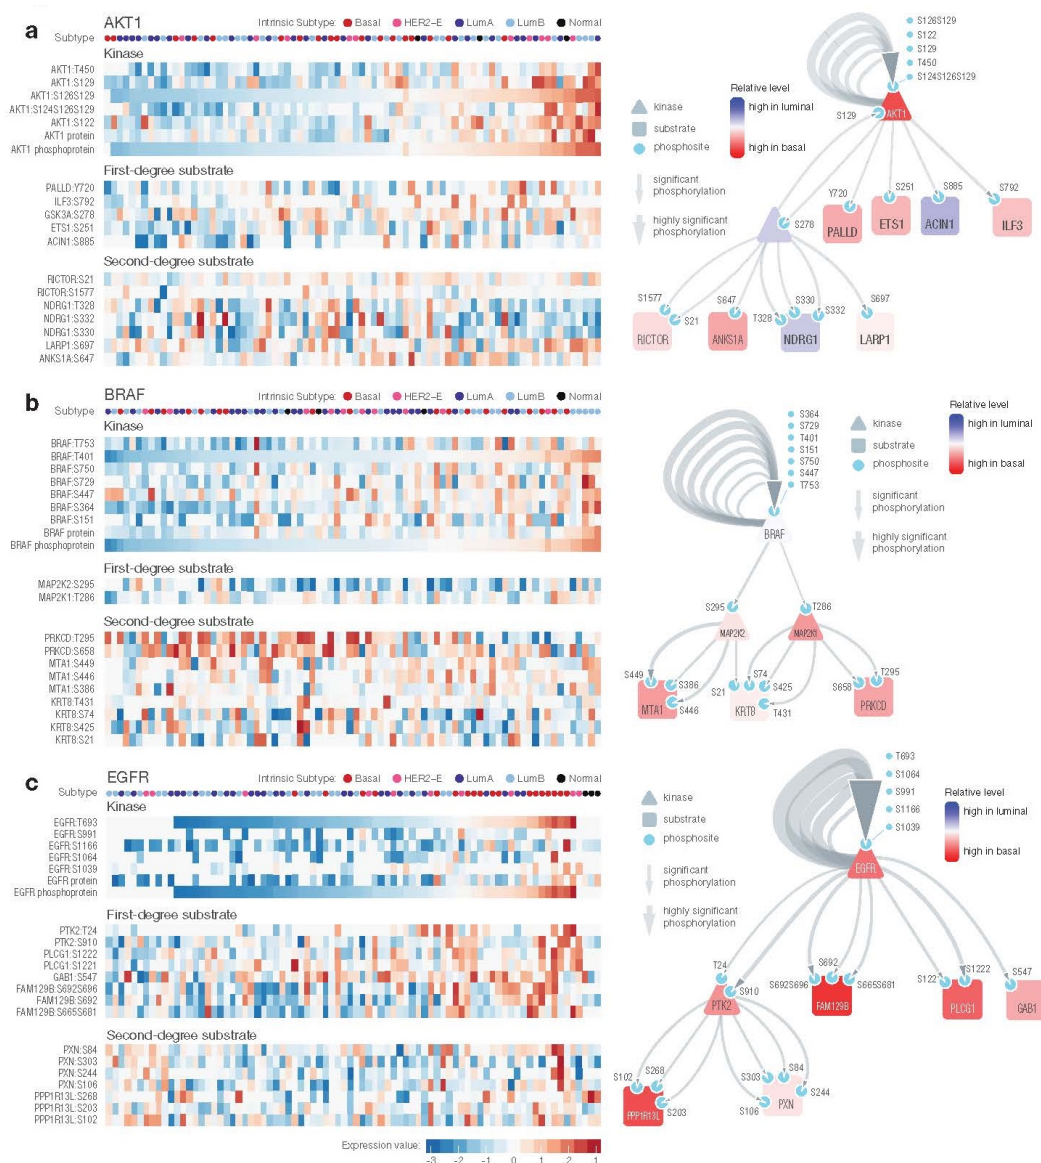 a
AKT1
Intrinsic Subtype: Basal HER2-E LumA LumB Normal
Subtype
Kinase
AKT1:T450
AKT1:S129
AKT1:S126S129
AKT1:S124S126S129
AKT1:S122
AKT1 protein
AKT1 phosphoprotein
First-degree substrate
PALLD:Y720
ILF3:S792
GSK3A:S278
ETS1:S251
ACIN1:S885
Second-degree substrate
RICTOR:S21
RICTOR:S1577
NDRG1:T328
NDRG1:S332
NDRG1:S330
LARP1:S697
ANKS1A:S647
kinase
substrate
phosphosite
significant
phosphorylation
highly significant
phosphorylation
Relative level
high in luminal
high in basal
S126S129
S122
S129
T450
S124S126S129
S129
AKT1
Y720
S251
S885
S792
S278
PALLD
ETS1
ACIN1
ILF3
S1577
S21
S647
T328
S330
S332
S697
RICTOR
ANKS1A
NDRG1
LARP1
b
BRAF
Intrinsic Subtype: Basal HER2-E LumA LumB Normal
Subtype
Kinase
BRAF:T753
BRAF:T401
BRAF:S750
BRAF:S729
BRAF:S447
BRAF:S364
BRAF:S151
BRAF protein
BRAF phosphoprotein
First-degree substrate
MAP2K2:S295
MAP2K1:T286
Second-degree substrate
PRKCD:T295
PRKCD:S658
MTA1:S449
MTA1:S446
MTA1:S386
KRT8:T431
KRT8:S74
KRT8:S425
KRT8:S21
S364
S729
T401
S151
S750
S447
T753
BRAF
kinase
substrate
phosphosite
significant
phosphorylation
highly significant
phosphorylation
Relative level
high in luminal
high in basal
S295
T286
MAP2K2
MAP2K1
S449
S386
S446
S21
S74
S425
T431
S658
T295
MTA1
KRT8
PRKCD
c
EGFR
Intrinsic Subtype: Basal HER2-E LumA LumB Normal
Subtype
Kinase
EGFR:T693
EGFR:S991
EGFR:S1166
EGFR:S1064
EGFR:S1039
EGFR protein
EGFR phosphoprotein
First-degree substrate
PTK2:T24
PTK2:S910
PLCG1:S1222
PLCG1:S1221
GAB1:S547
FAM129B:S692S696
FAM129B:S692
FAM129B:S665S681
Second-degree substrate
PXN:S84
PXN:S303
PXN:S244
PXN:S106
PPP1R13L:S268
PPP1R13L:S203
PPP1R13L:S102
Expression value:
-3 -2 -1 0 1
kinase
substrate
phosphosite
significant
phosphorylation
highly significant
phosphorylation
T693
S1064
S991
S1166
S1039
EGFR
Relative level
high in luminal
high in basal
T24
S910
S692S696
S692
S665S681
S122
S1222
S547
PTK2
FAM129B
PLCG1
GAB1
S102
S268
S203
S303
S84
S244
S106
PPP1R13L
PXN